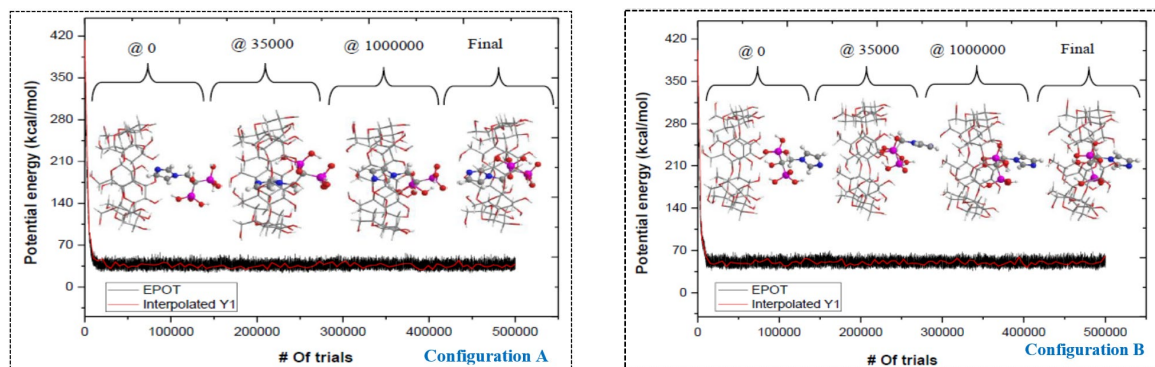 420
350
280
210
140
70
0
Potential energy (kcal/mol)
@ 0
@ 35000
@ 1000000
Final
EPOT
Interpolated Y1
0 100000 200000 300000 400000 500000
# Of trials
Configuration A
420
350
280
210
140
70
0
Potential energy (kcal/mol)
@ 0
@ 35000
@ 1000000
Final
EPOT
Interpolated Y1
0 100000 200000 300000 400000 500000
# Of trials
Configuration B